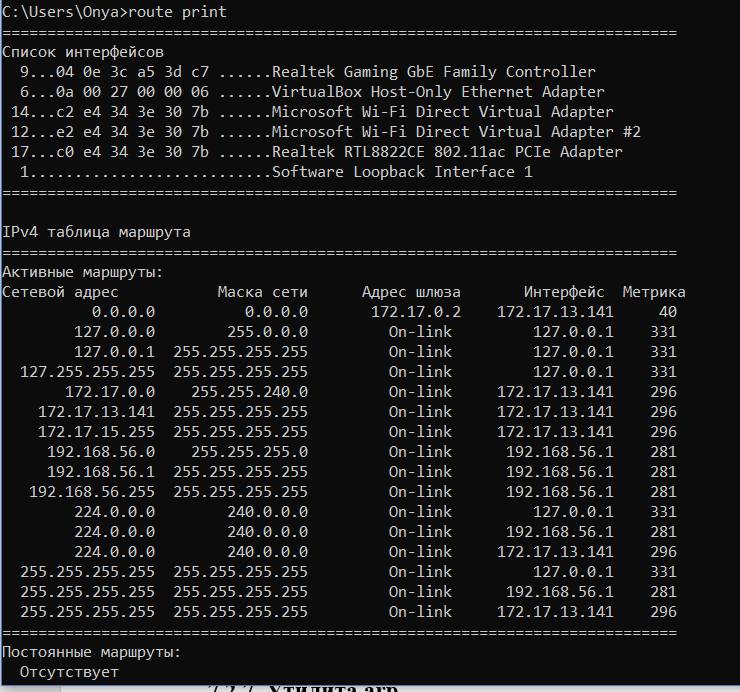 C:\Users\Onya>route print
===========================================================================
Список интерфейсов
  9...04 0e 3c a5 3d c7 ......Realtek Gaming GbE Family Controller
  6...0a 00 27 00 00 06 ......VirtualBox Host-Only Ethernet Adapter
 14...c2 e4 34 3e 30 7b ......Microsoft Wi-Fi Direct Virtual Adapter
 12...e2 e4 34 3e 30 7b ......Microsoft Wi-Fi Direct Virtual Adapter #2
 17...c0 e4 34 3e 30 7b ......Realtek RTL8822CE 802.11ac PCIe Adapter
  1...........................Software Loopback Interface 1
===========================================================================
IPv4 таблица маршрута
===========================================================================
Активные маршруты:
Сетевой адрес           Маска сети      Адрес шлюза       Интерфейс  Метрика
          0.0.0.0          0.0.0.0       172.17.0.2    172.17.13.141     40
        127.0.0.0        255.0.0.0         On-link         127.0.0.1    331
        127.0.0.1  255.255.255.255         On-link         127.0.0.1    331
  127.255.255.255  255.255.255.255         On-link         127.0.0.1    331
       172.17.0.0    255.255.240.0         On-link     172.17.13.141    296
    172.17.13.141  255.255.255.255         On-link     172.17.13.141    296
    172.17.15.255  255.255.255.255         On-link     172.17.13.141    296
     192.168.56.0    255.255.255.0         On-link      192.168.56.1    281
     192.168.56.1  255.255.255.255         On-link      192.168.56.1    281
   192.168.56.255  255.255.255.255         On-link      192.168.56.1    281
        224.0.0.0        240.0.0.0         On-link         127.0.0.1    331
        224.0.0.0        240.0.0.0         On-link      192.168.56.1    281
        224.0.0.0        240.0.0.0         On-link     172.17.13.141    296
  255.255.255.255  255.255.255.255         On-link         127.0.0.1    331
  255.255.255.255  255.255.255.255         On-link      192.168.56.1    281
  255.255.255.255  255.255.255.255         On-link     172.17.13.141    296
===========================================================================
Постоянные маршруты:
  Отсутствует
7.2.7. Утилита arp